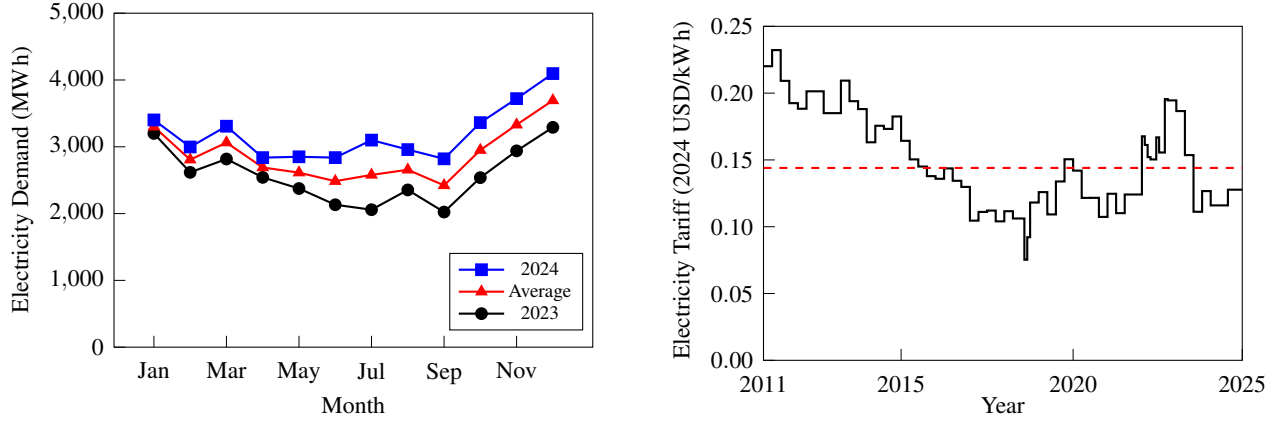 Electricity Demand (MWh)
5,000
4,000
3,000
2,000
1,000
0
Jan Mar May Jul Sep Nov
Month
2024
Average
2023
Electricity Tariff (2024 USD/kWh)
0.25
0.20
0.15
0.10
0.05
0.00
2011 2015 2020 2025
Year